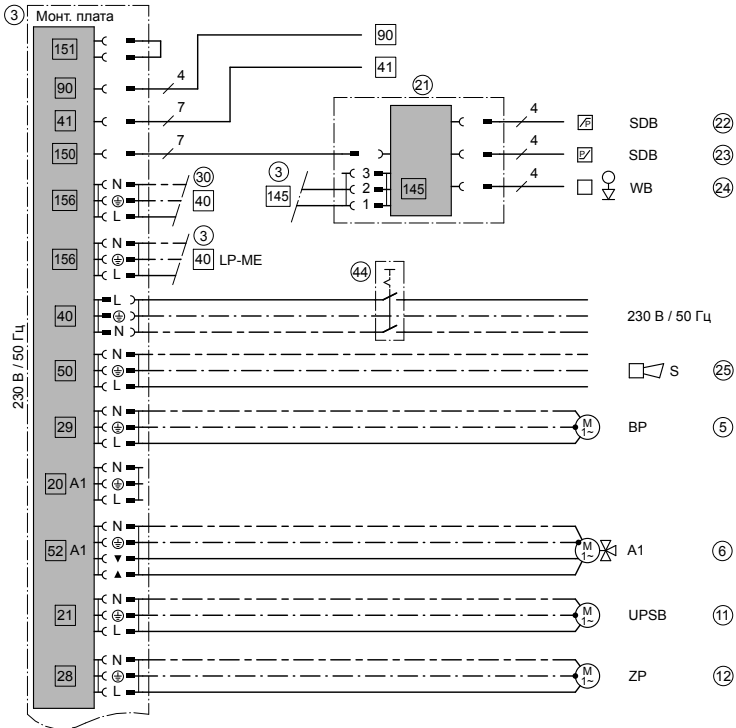 3 Монт. плата
151
90
4
90
41
7
41
21
150
7
4
SDB
22
3
145
3
2
1
145
4
SDB
23
4
WB
24
156
N
L
30
40
156
N
L
3
40 LP-ME
44
40
L
N
230 В / 50 Гц
230 В / 50 Гц
50
N
L
S
25
29
N
L
M
1~
BP
5
20 A1
N
L
52 A1
N
M
1~
A1
6
21
N
L
M
1~
UPSB
11
28
N
L
M
1~
ZP
12